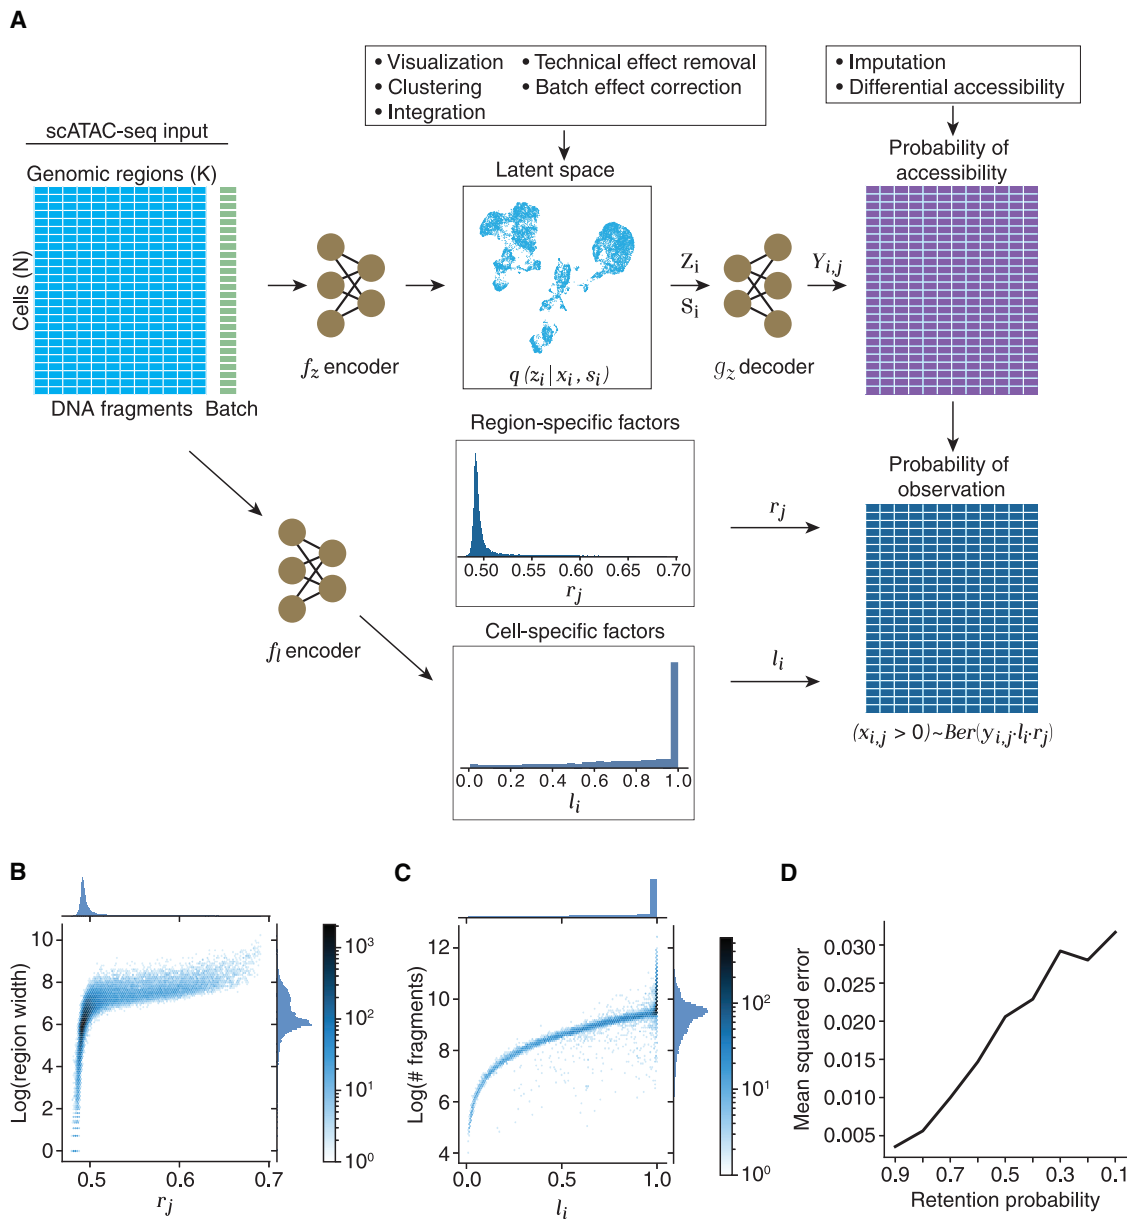 A
• Visualization • Technical effect removal
• Clustering • Batch effect correction
• Integration
• Imputation
• Differential accessibility
scATAC-seq input
Genomic regions (K)
Cells (N)
DNA fragments Batch
f_z encoder
Latent space
q (z_i | x_i, s_i)
Z_i
S_i
g_z decoder
Y_{i,j}
Probability of
accessibility
Region-specific factors
0.50 0.55 0.60 0.65 0.70
r_j
r_j
Probability of
observation
f_l encoder
Cell-specific factors
0.0 0.2 0.4 0.6 0.8 1.0
l_i
l_i
(x_{i,j} > 0)~Ber(y_{i,j}·l_i·r_j)
B
Log(region width)
10
8
6
4
2
0
0.5 0.6 0.7
r_j
10^3
10^2
10^1
10^0
C
Log(# fragments)
12
10
8
6
4
0.0 0.5 1.0
l_i
10^2
10^1
10^0
D
Mean squared error
0.030
0.025
0.020
0.015
0.010
0.005
0.9 0.7 0.5 0.3 0.1
Retention probability